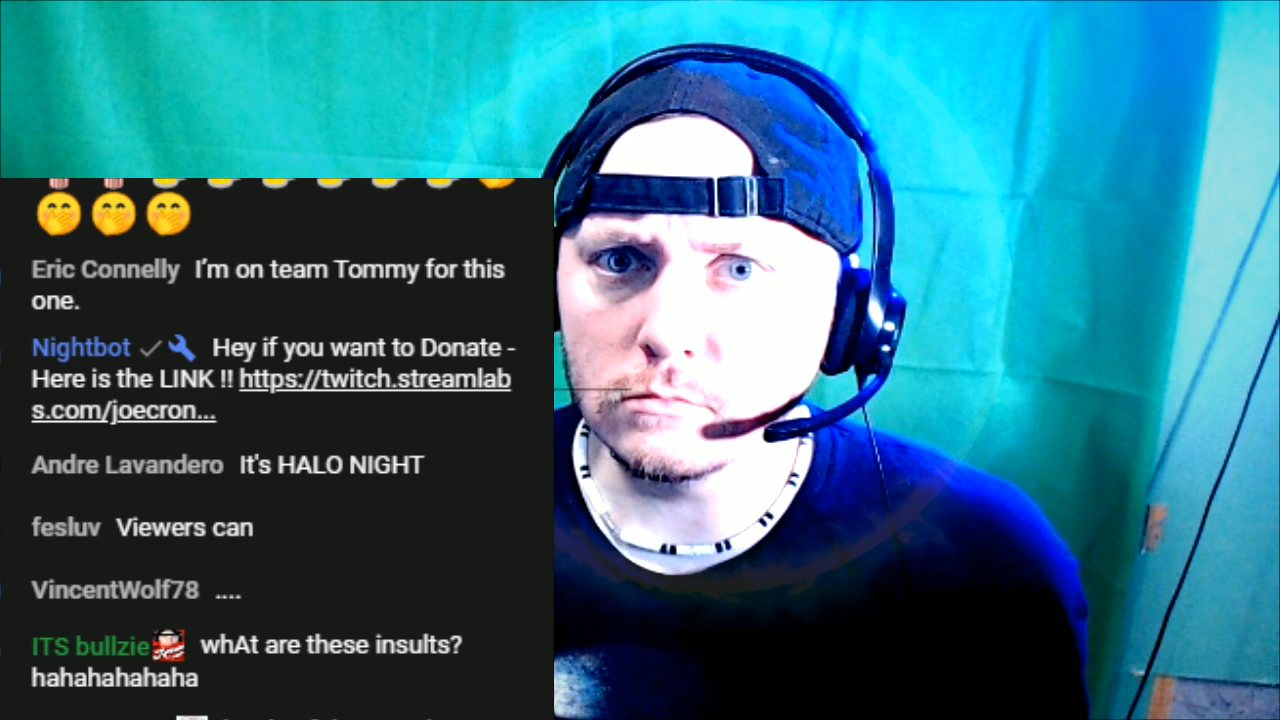 Eric Connelly I'm on team Tommy for this
one.
Nightbot Hey if you want to Donate -
Here is the LINK !! https://twitch.streamlab
s.com/joecron...
Andre Lavandero It's HALO NIGHT
fesluv Viewers can
VincentWolf78 ....
ITS bullzie whAt are these insults?
hahahahahaha